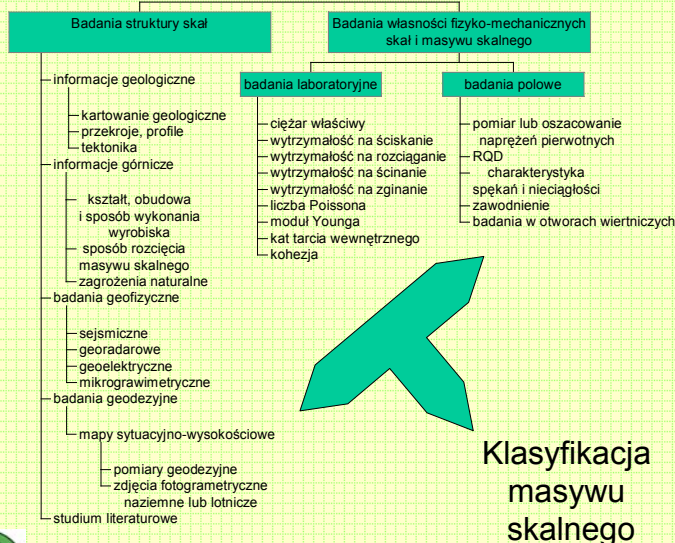 Badania struktury skał
informacje geologiczne
kartowanie geologiczne
przekroje, profile
tektonika
informacje górnicze
kształt, obudowa
i sposób wykonania
wyrobiska
sposób rozcięcia
masywu skalnego
zagrożenia naturalne
badania geofizyczne
sejsmiczne
georadarowe
geoelektryczne
mikrograwimetryczne
badania geodezyjne
mapy sytuacyjno-wysokościowe
pomiary geodezyjne
zdjęcia fotogrametryczne
naziemne lub lotnicze
studium literaturowe
Badania własności fizyko-mechanicznych
skał i masywu skalnego
badania laboratoryjne
ciężar właściwy
wytrzymałość na ściskanie
wytrzymałość na rozciąganie
wytrzymałość na ścinanie
wytrzymałość na zginanie
liczba Poissona
moduł Younga
kat tarcia wewnętrznego
kohezja
badania polowe
pomiar lub oszacowanie
naprężeń pierwotnych
RQD
charakterystyka
spękań i nieciągłości
zawodnienie
badania w otworach wiertniczych
Klasyfikacja
masywu
skalnego